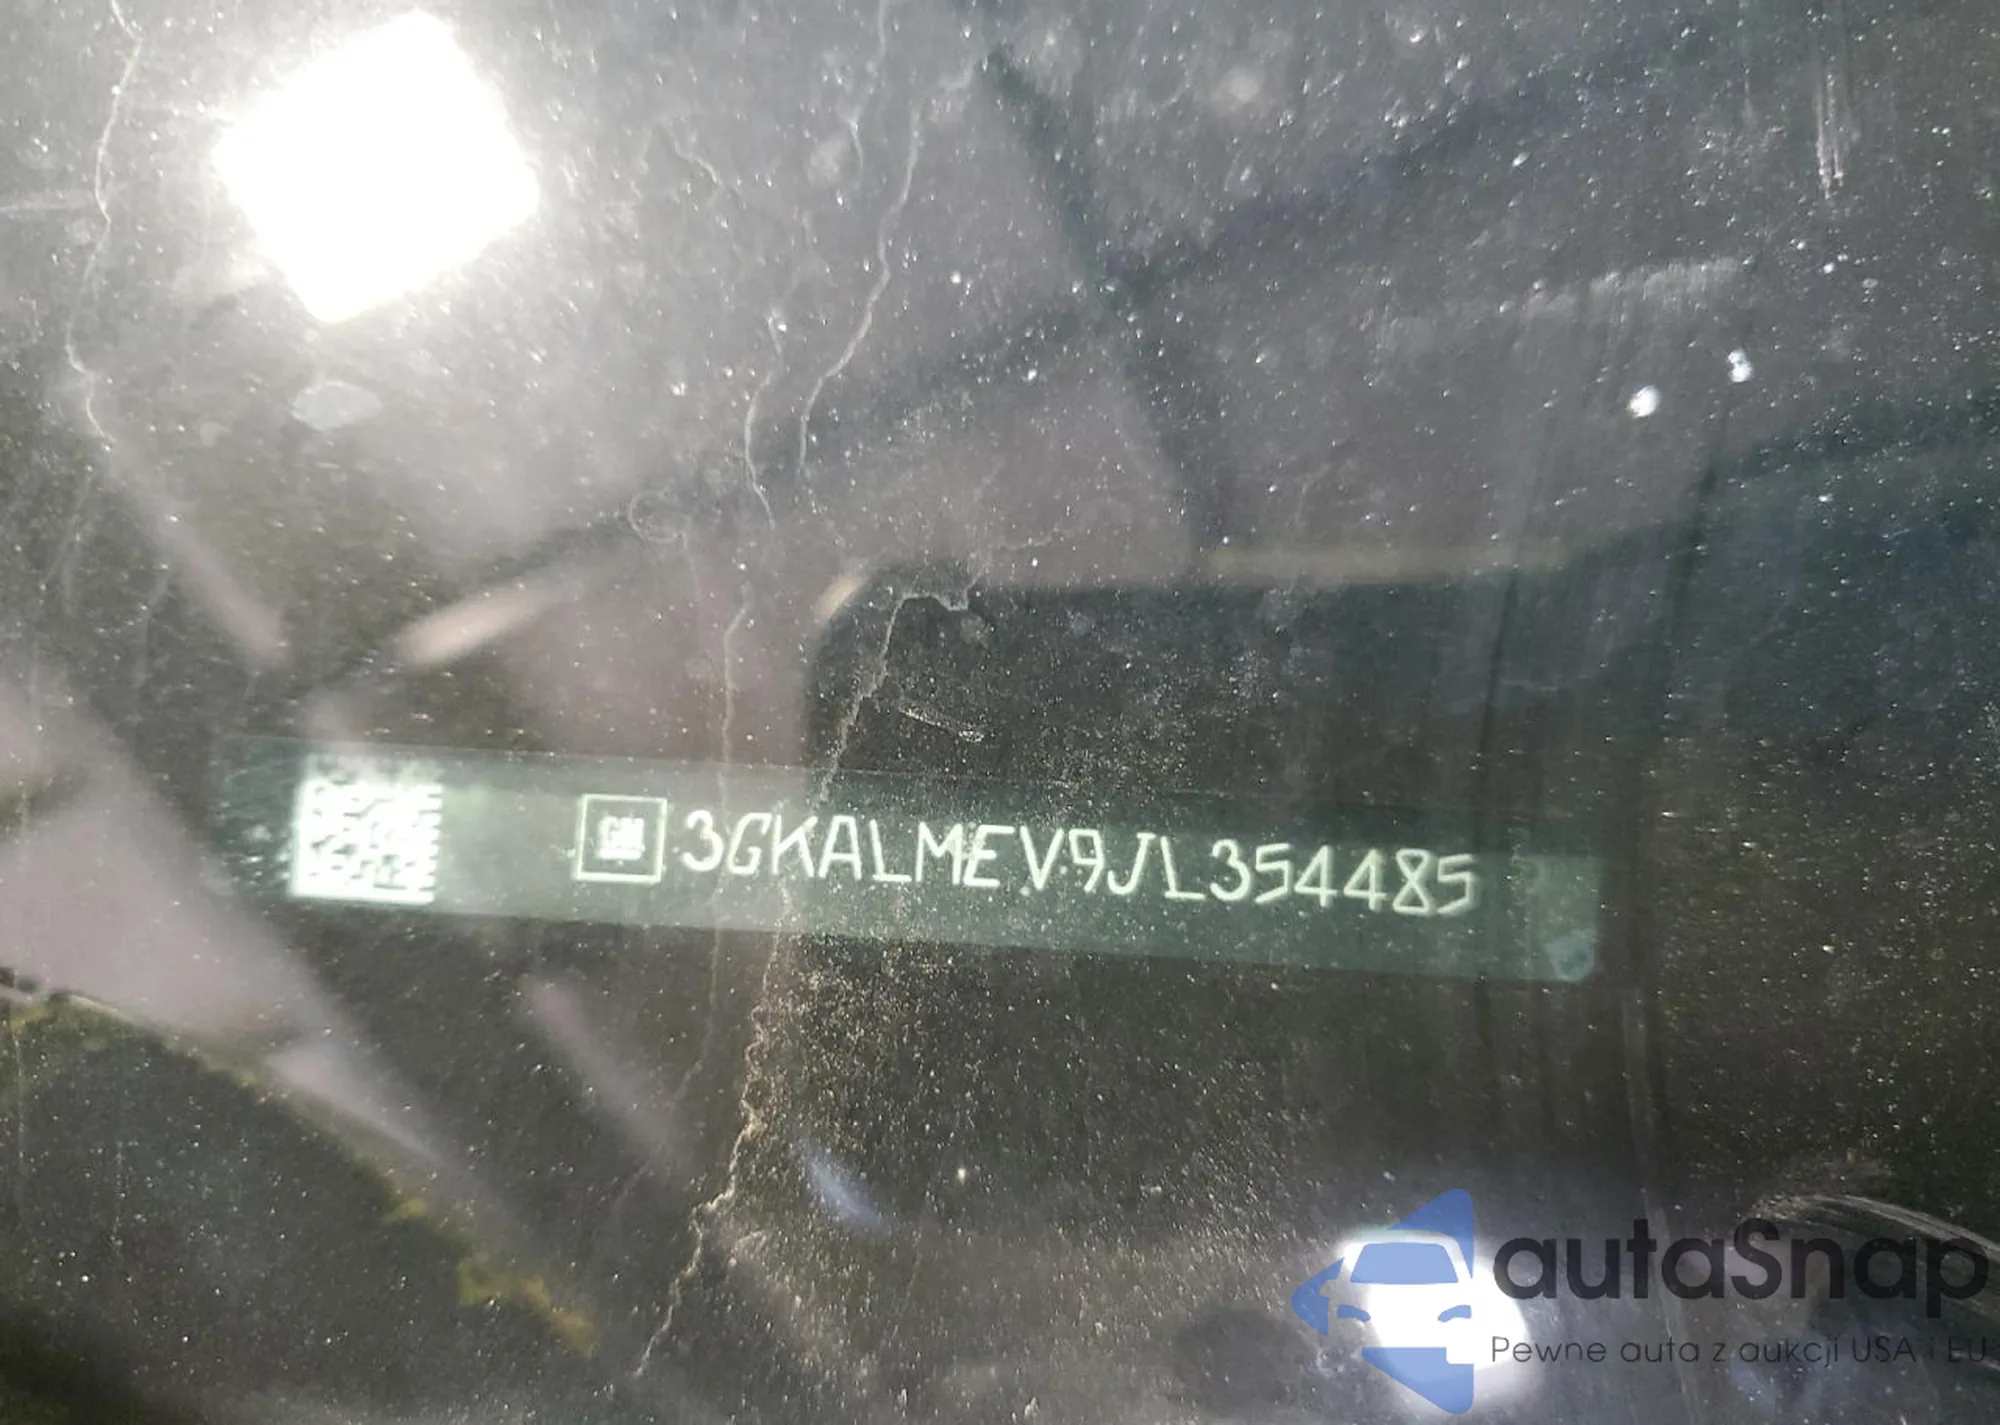 GM 3GKALMEV9JL354485
autaSnap
Pewne auta z aukcji USA i EU